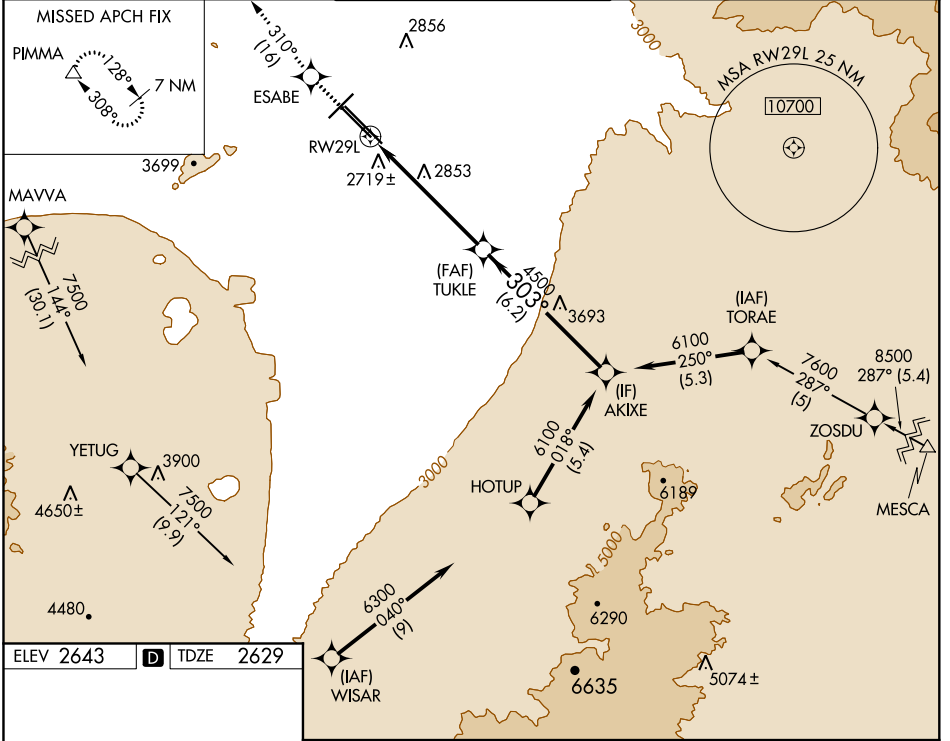 MISSED APCH FIX
PIMMA
128°
308°
7 NM
310°
(16)
2856
3000
ESABE
MSA RW29L 25 NM
10700
RW29L
3699
2719±
2853
MAVVA
7500
144°
(30.1)
(FAF)
TUKLE
4500
303°
(6.2)
3693
(IAF)
TORAE
6100
250°
(5.3)
8500
287° (5.4)
7600
287°
(5)
(IF)
AKIXE
ZOSDU
MESCA
6100
018°
(5.4)
YETUG
3900
4650±
7500
121°
(9.9)
3000
HOTUP
6189
5000
4480
6300
040°
(9)
6290
ELEV 2643 D TDZE 2629
(IAF)
WISAR
6635
5074±